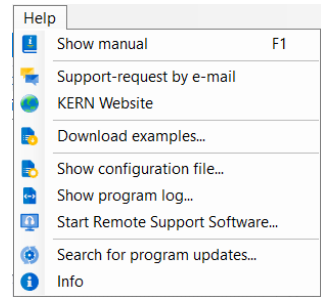 Help
Show manual F1
Support-request by e-mail
KERN Website
Download examples...
Show configuration file...
Show program log...
Start Remote Support Software...
Search for program updates...
Info